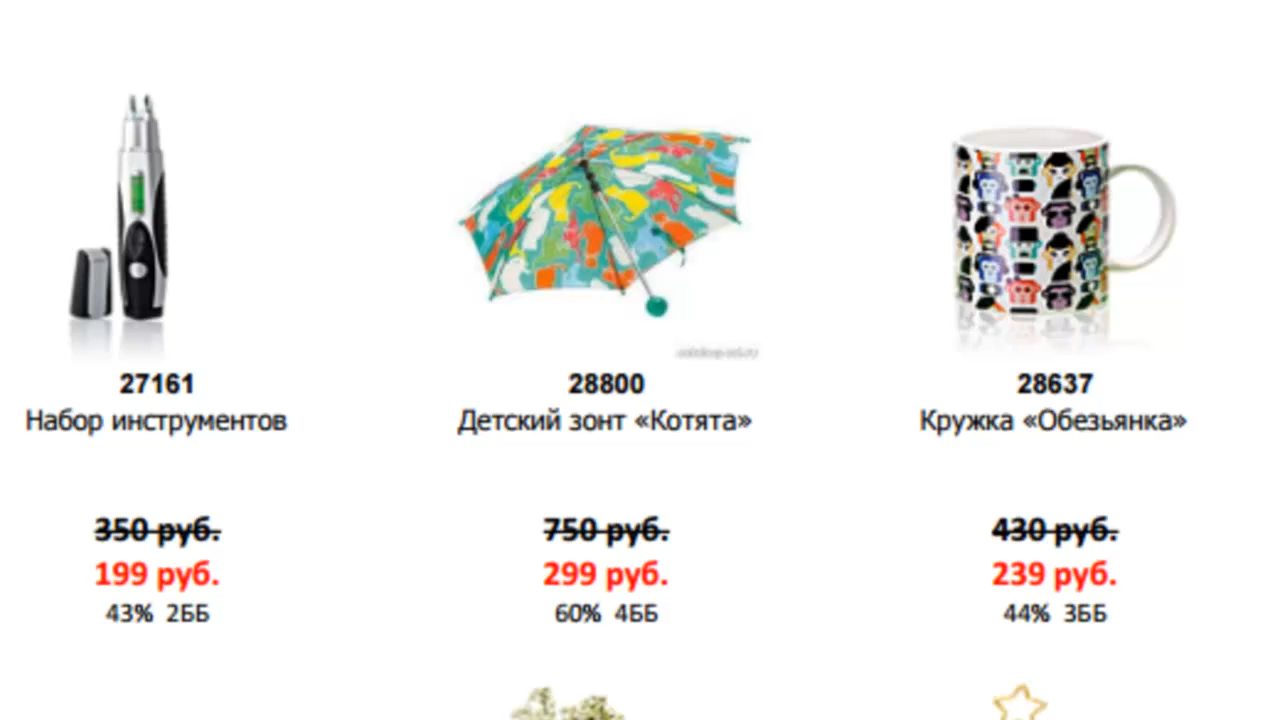 27161
Набор инструментов
350 руб.
199 руб.
43% 2ББ
28800
Детский зонт «Котята»
750 руб.
299 руб.
60% 4ББ
28637
Кружка «Обезьянка»
430 руб.
239 руб.
44% 3ББ